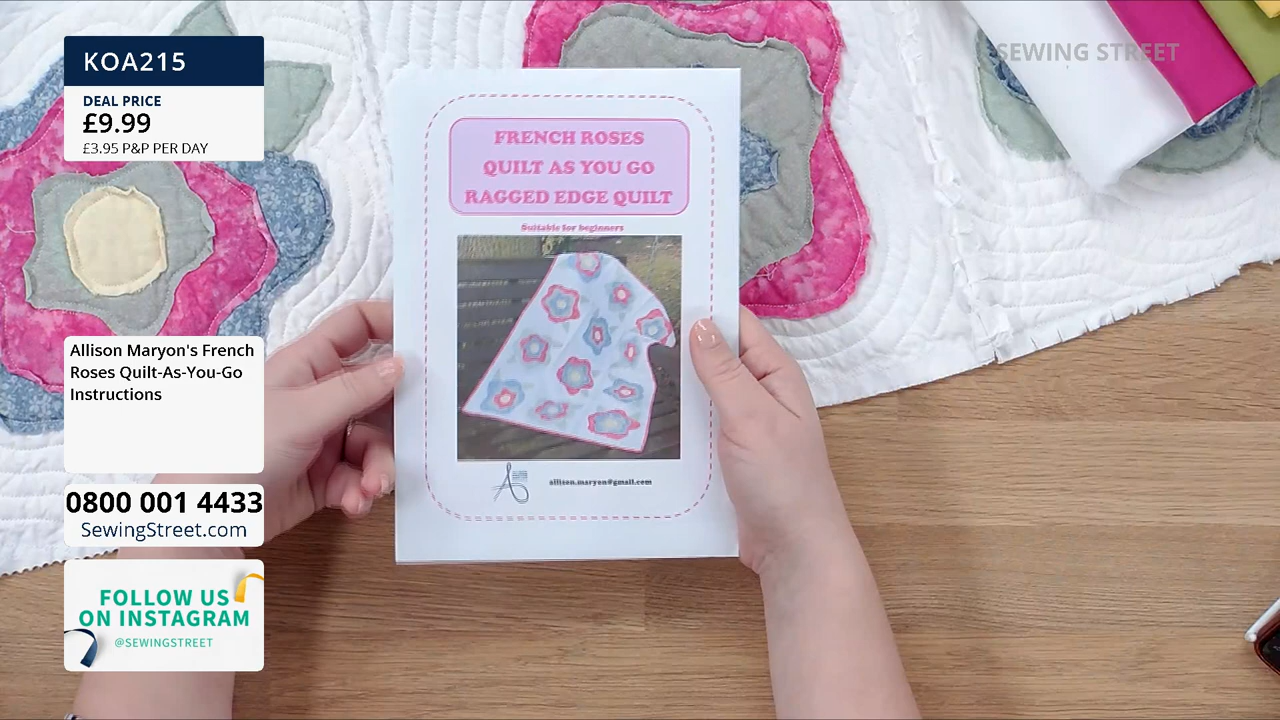 KOA215
DEAL PRICE
£9.99
£3.95 P&P PER DAY
SEWING STREET
FRENCH ROSES
QUILT AS YOU GO
RAGGED EDGE QUILT
Suitable for beginners
allison.maryon@gmail.com
Allison Maryon's French
Roses Quilt-As-You-Go
Instructions
0800 001 4433
SewingStreet.com
FOLLOW US
ON INSTAGRAM
@SEWINGSTREET